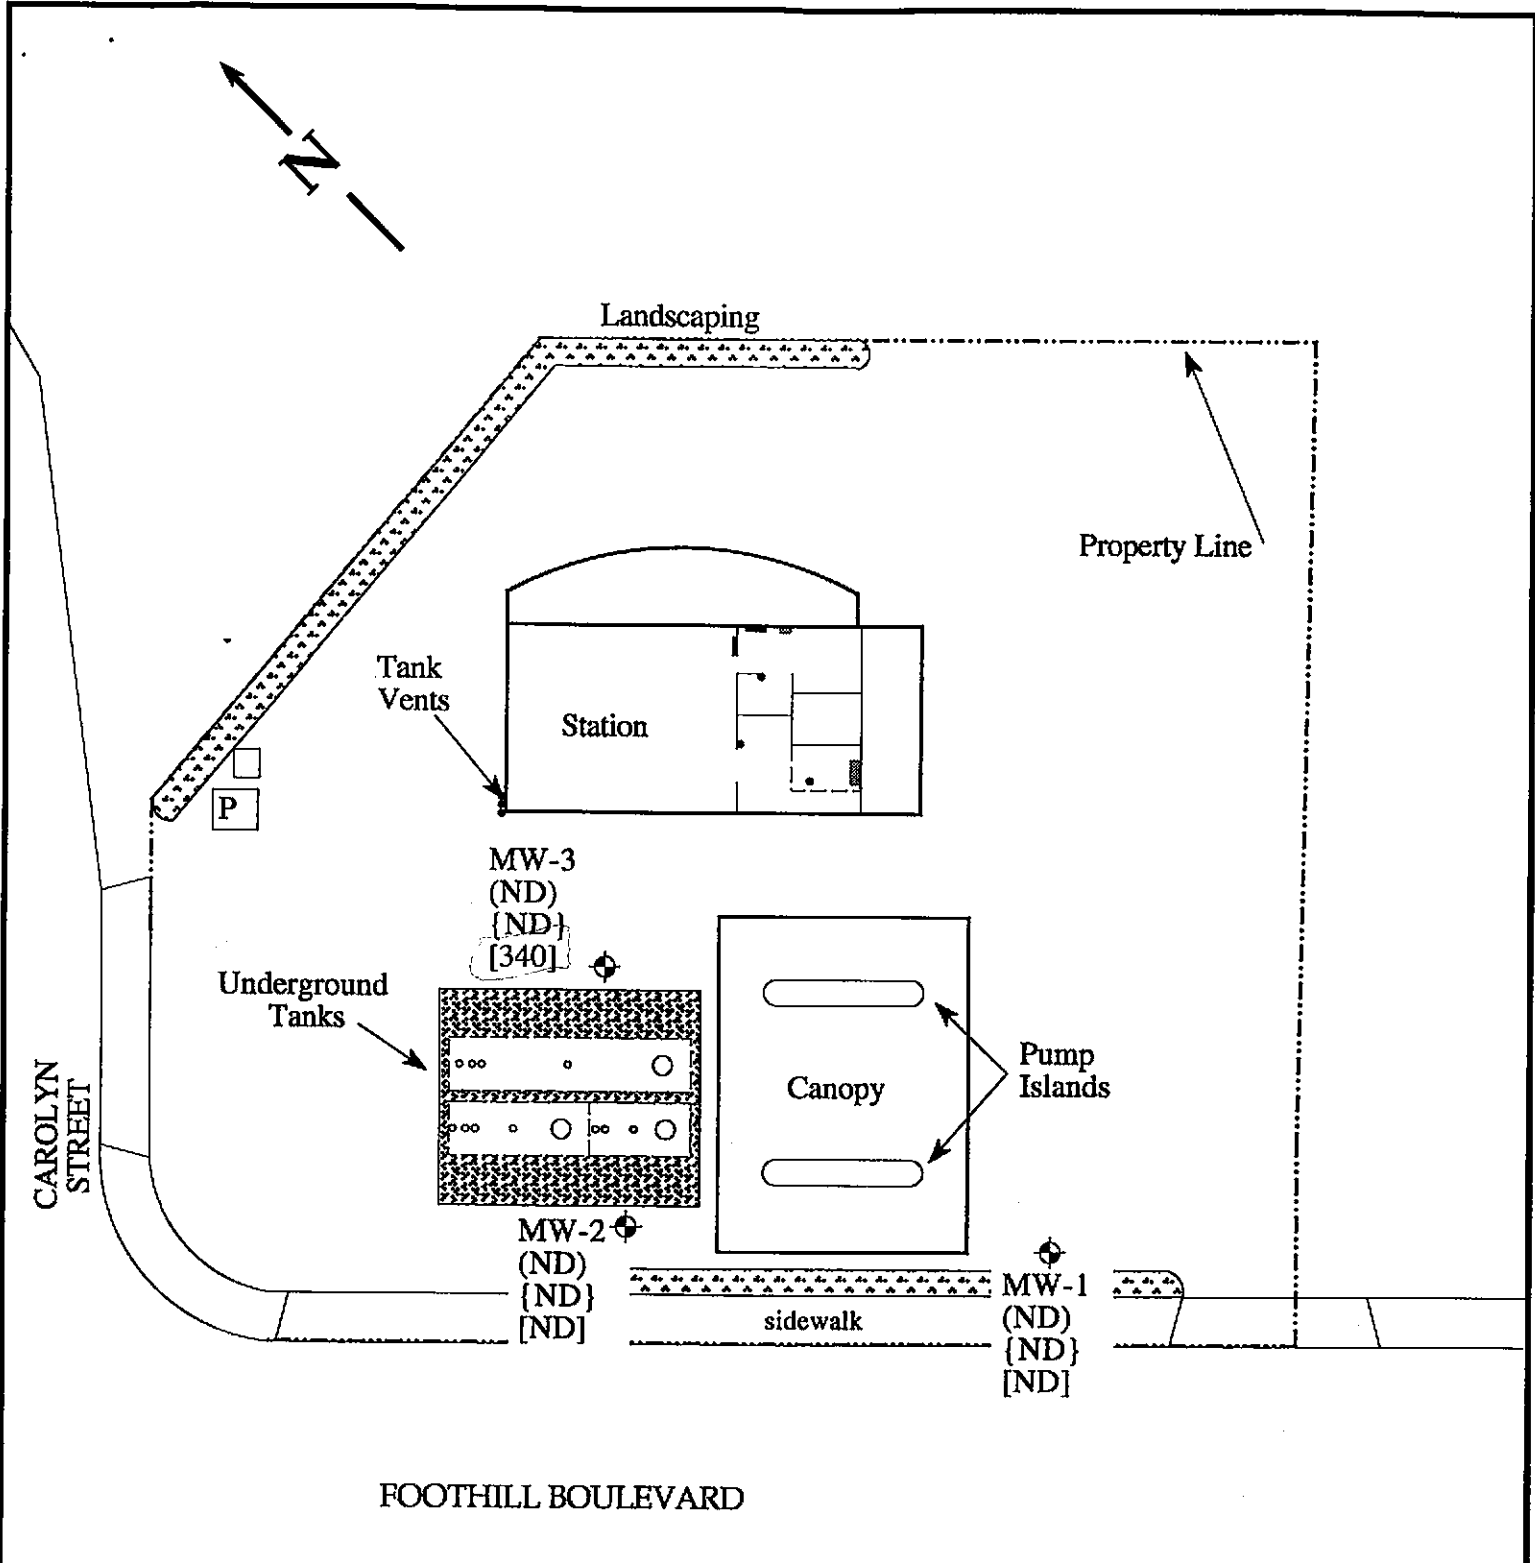 N
Landscaping
Property Line
Tank
Vents
Station
P
MW-3
(ND)
{ND}
[340]
Underground
Tanks
Pump
Islands
Canopy
CAROLYN
STREET
MW-2
(ND)
{ND}
[ND]
MW-1
(ND)
{ND}
[ND]
sidewalk
FOOTHILL BOULEVARD